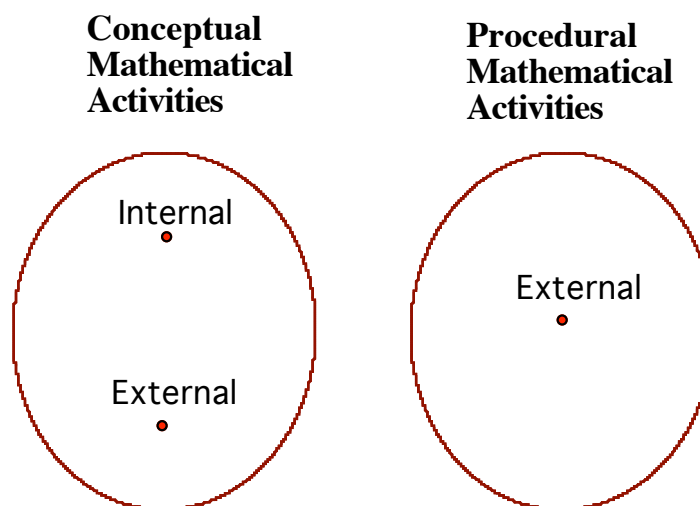 Conceptual
Mathematical
Activities
Procedural
Mathematical
Activities
Internal
External
External